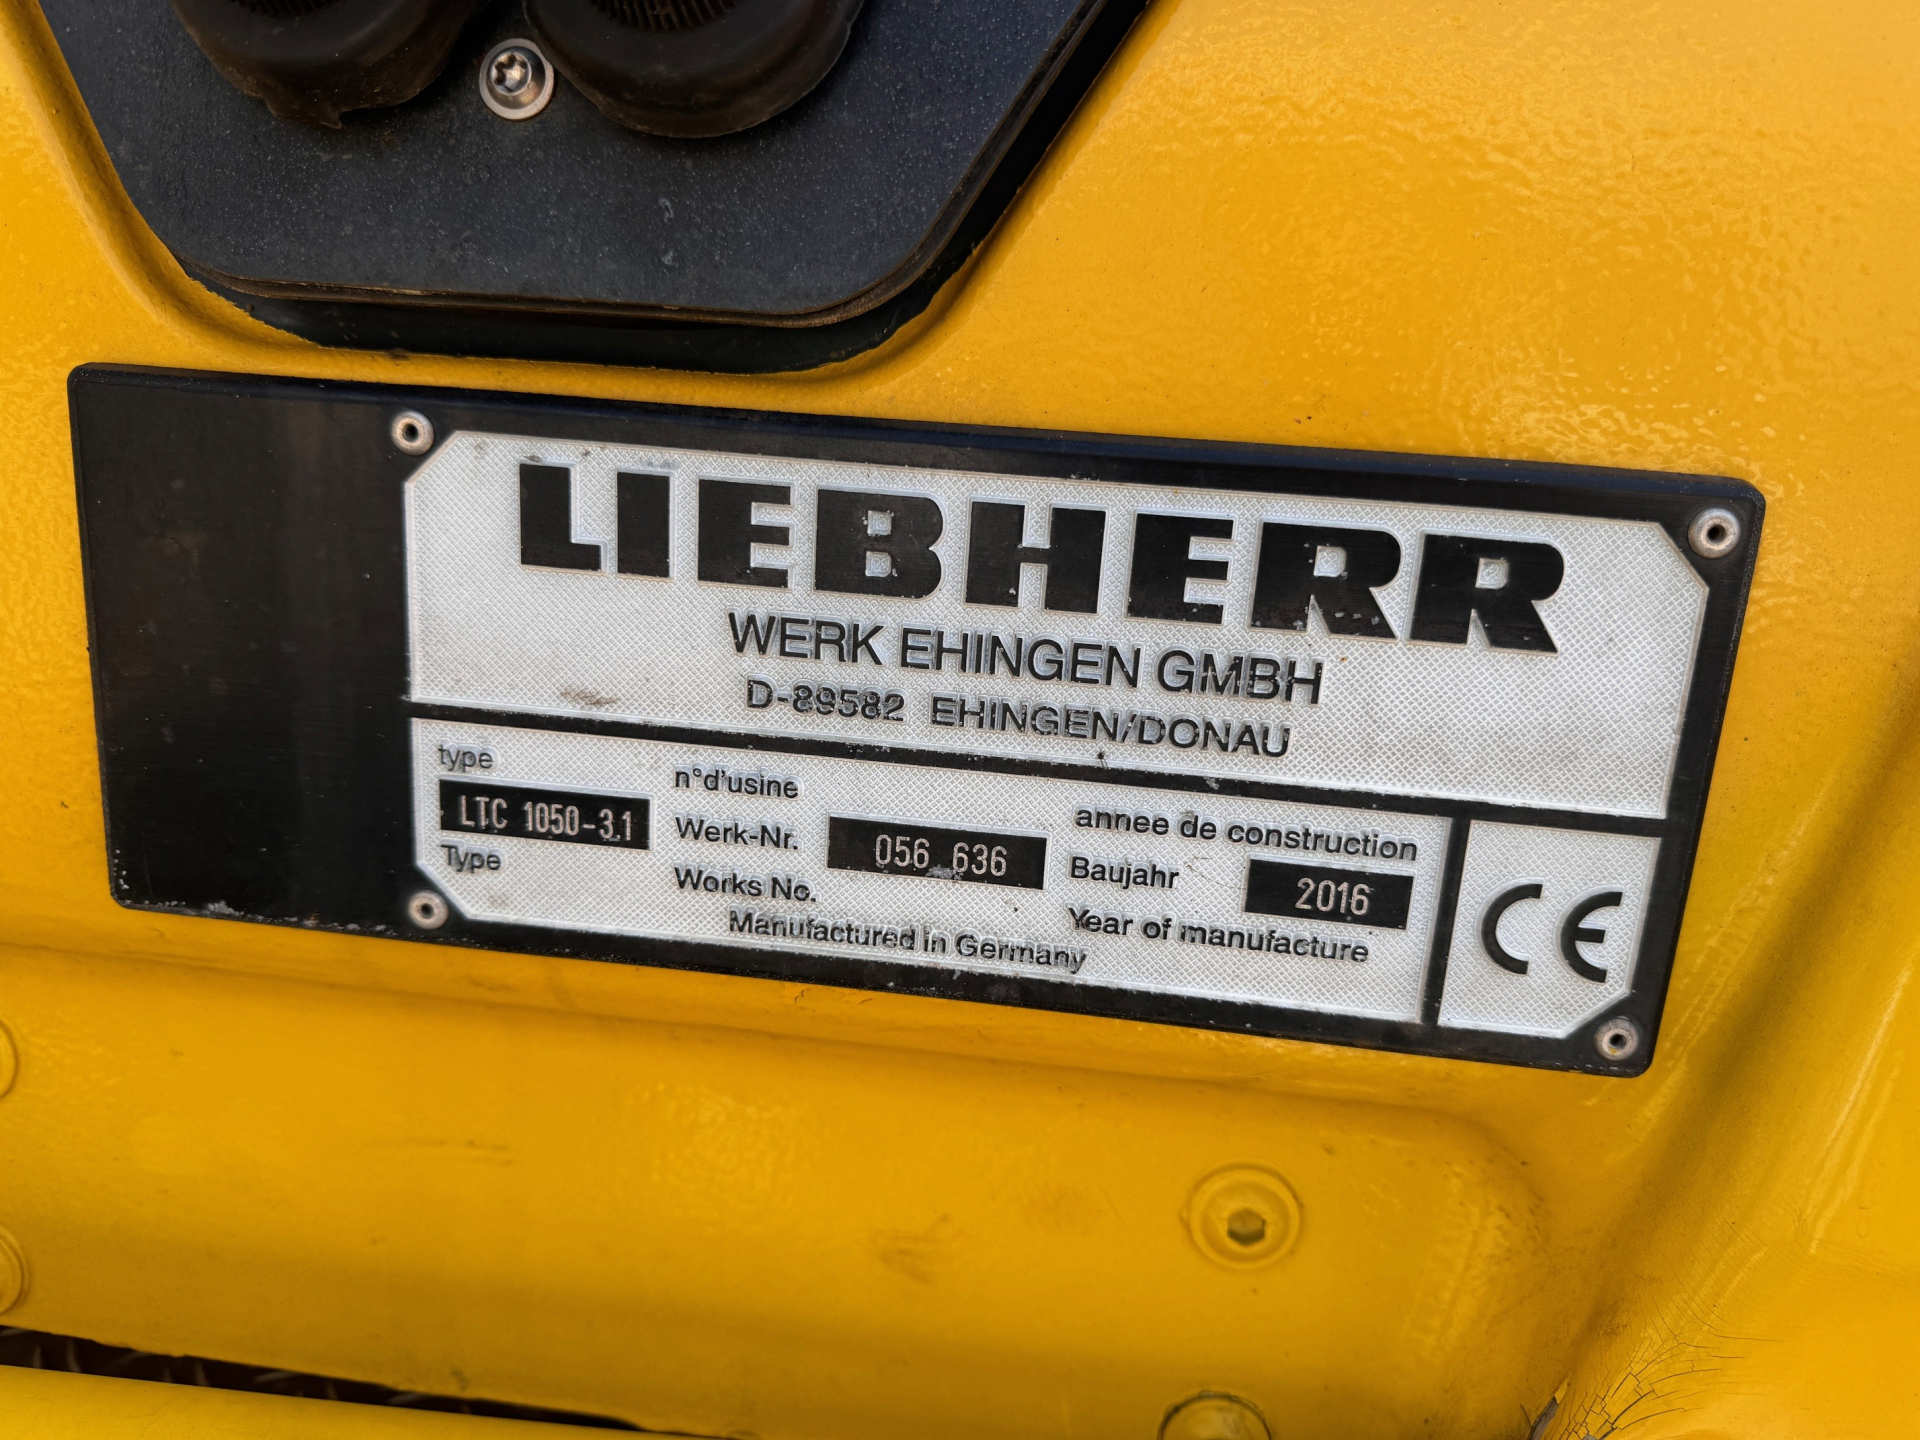 LIEBHERR
WERK EHINGEN GMBH
D-89582 EHINGEN/DONAU
type
LTC 1050-3.1
Type
n°d'usine
Werk-Nr.
056 636
Works No.
Manufactured in Germany
annee de construction
Baujahr
2016
Year of manufacture
CE